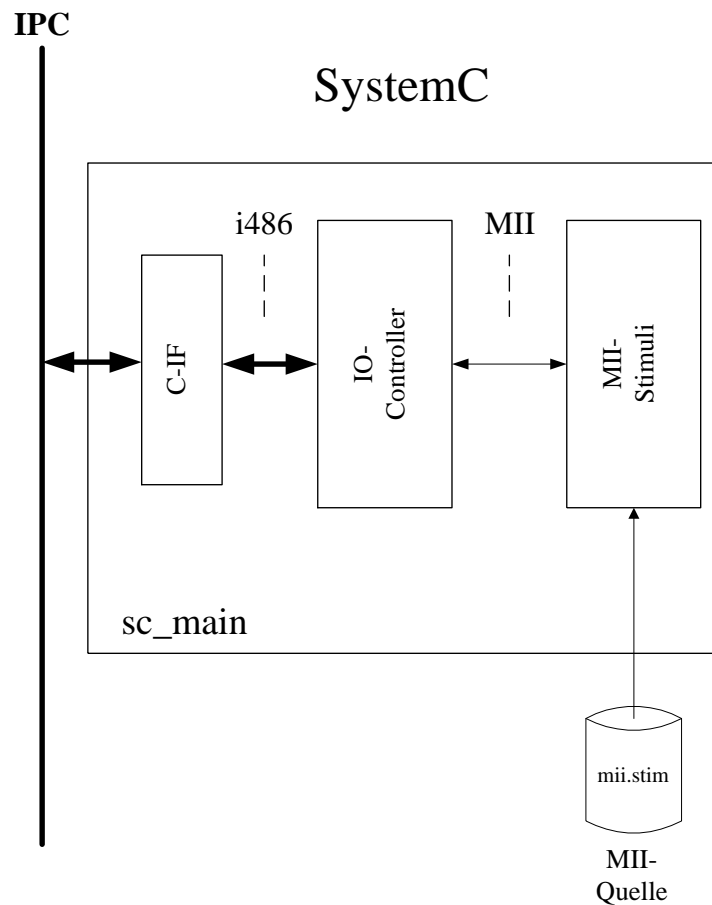 IPC
SystemC
i486
MII
C-IF
IO-
Controller
MII-
Stimuli
sc_main
mii.stim
MII-
Quelle